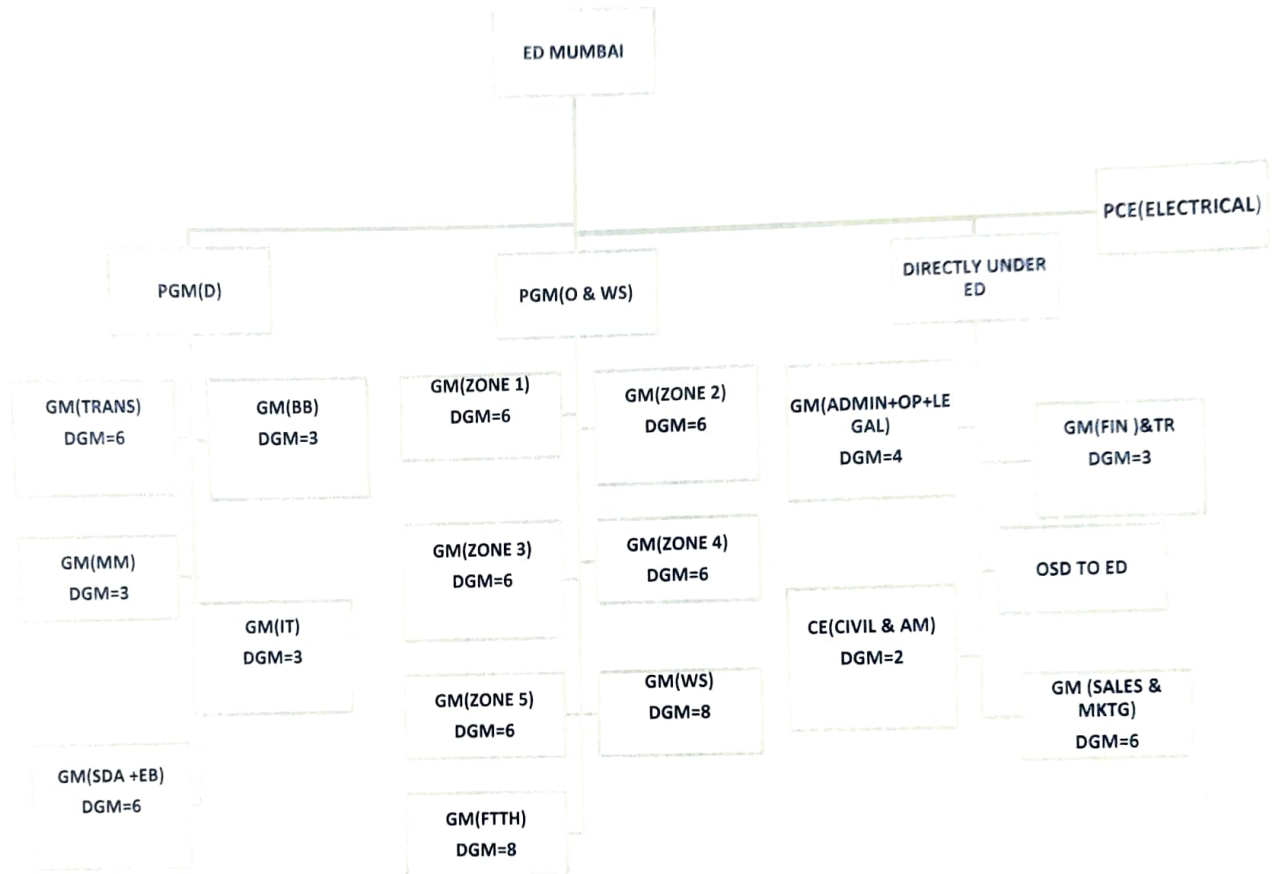 ED MUMBAI
PCE(ELECTRICAL)
PGM(D)
PGM(O & WS)
DIRECTLY UNDER
ED
GM(TRANS)
DGM=6
GM(BB)
DGM=3
GM(MM)
DGM=3
GM(IT)
DGM=3
GM(SDA +EB)
DGM=6
GM(ZONE 1)
DGM=6
GM(ZONE 2)
DGM=6
GM(ZONE 3)
DGM=6
GM(ZONE 4)
DGM=6
GM(ZONE 5)
DGM=6
GM(WS)
DGM=8
GM(FTTH)
DGM=8
GM(ADMIN+OP+LE
GAL)
DGM=4
GM(FIN )&TR
DGM=3
OSD TO ED
CE(CIVIL & AM)
DGM=2
GM (SALES &
MKTG)
DGM=6